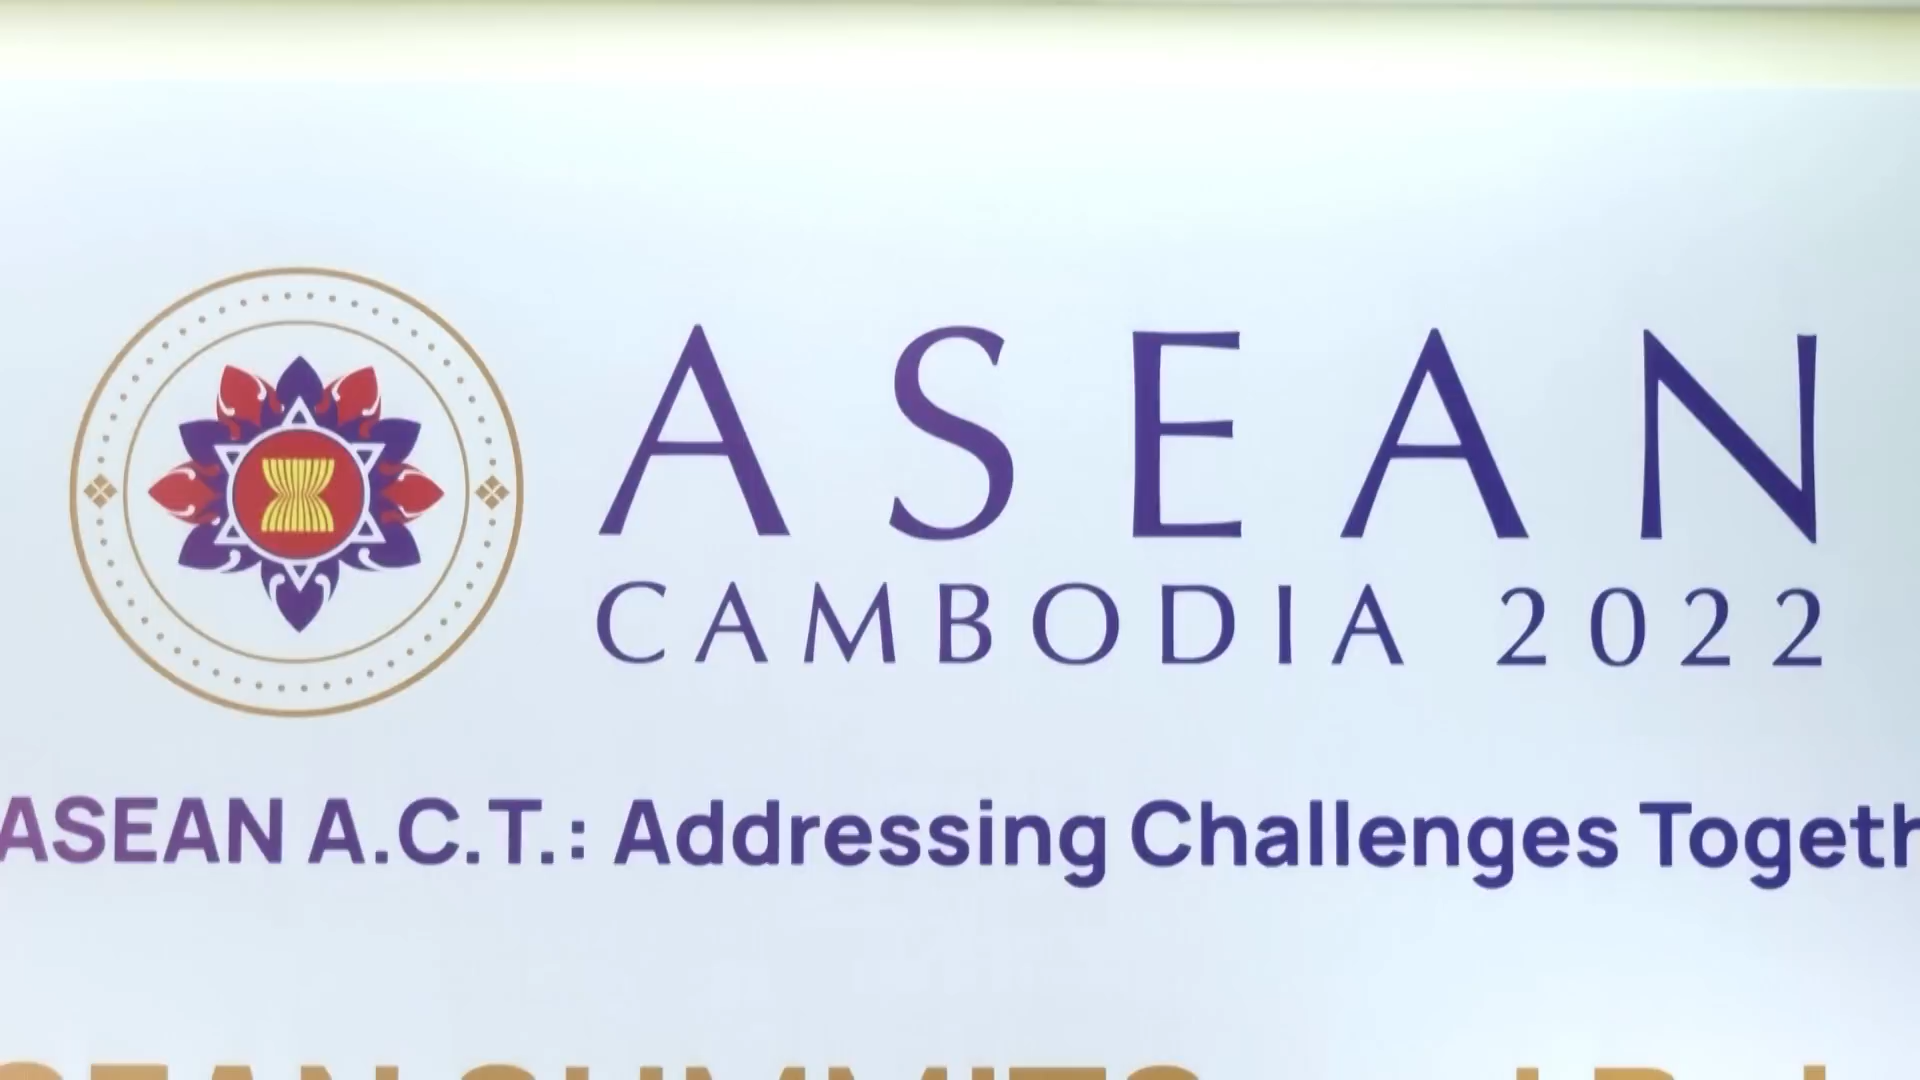 ASEAN
CAMBODIA 2022
ASEAN A.C.T.: Addressing Challenges Togeth